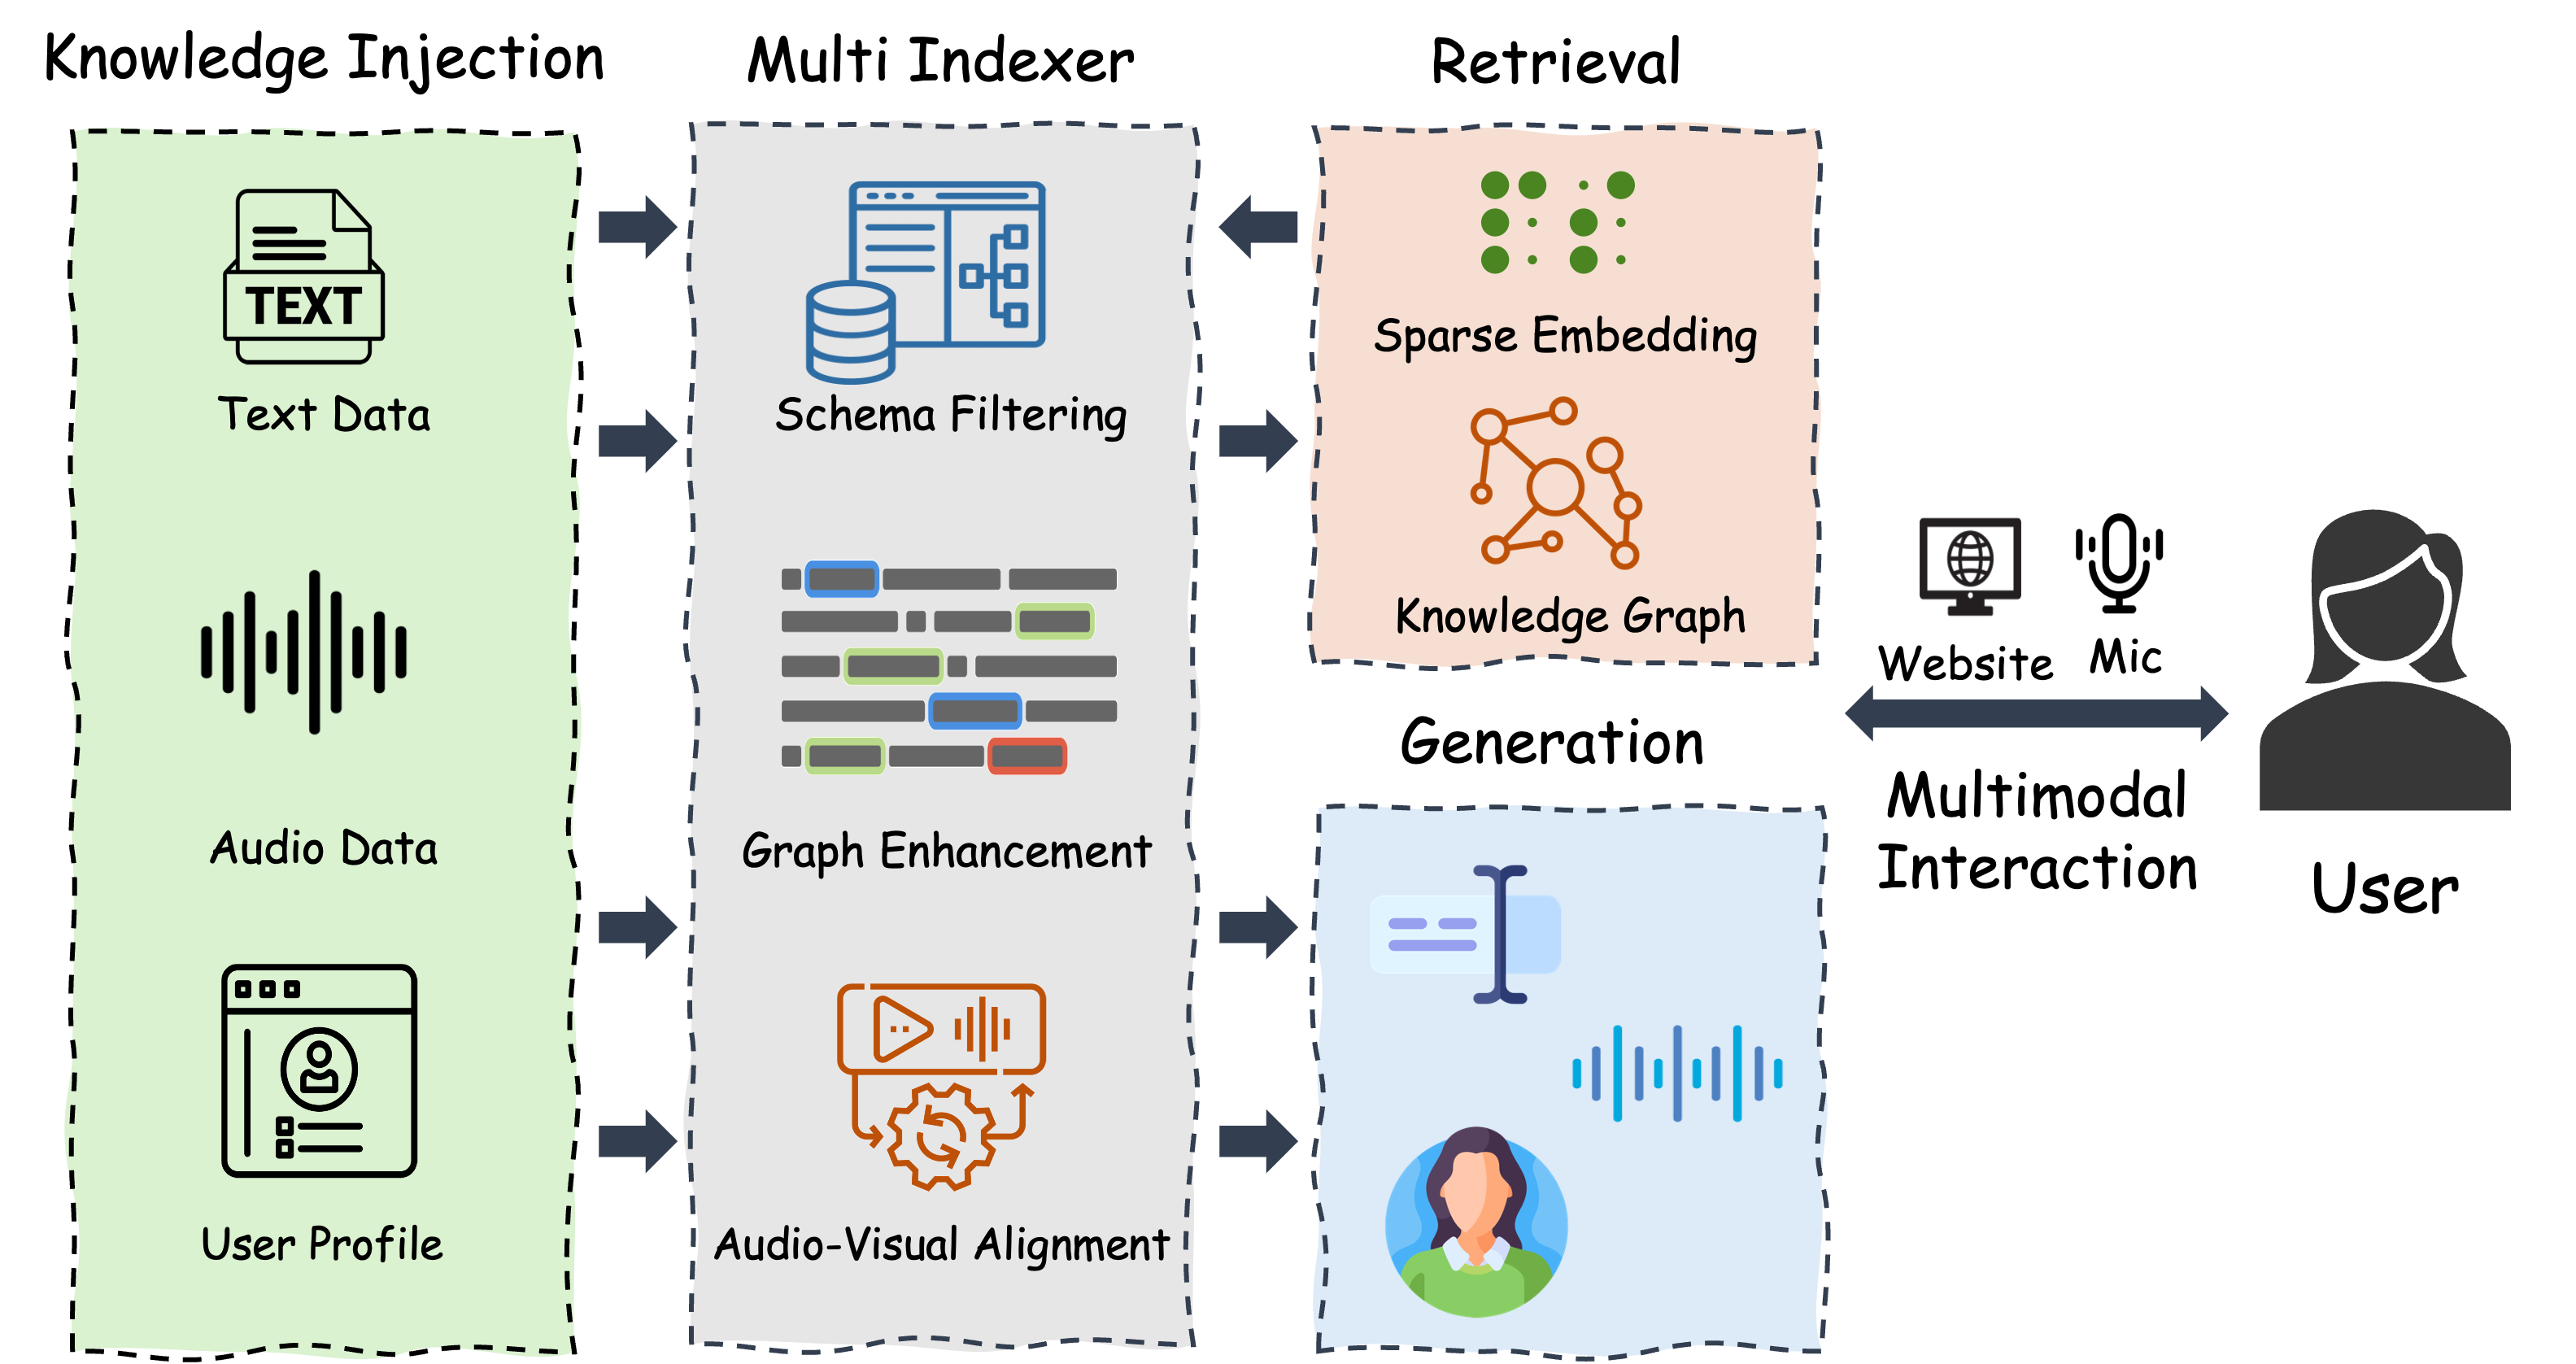 Knowledge Injection
TEXT
Text Data
Audio Data
User Profile
Multi Indexer
Schema Filtering
Graph Enhancement
Audio-Visual Alignment
Retrieval
Sparse Embedding
Knowledge Graph
Generation
Website
Mic
Multimodal
Interaction
User